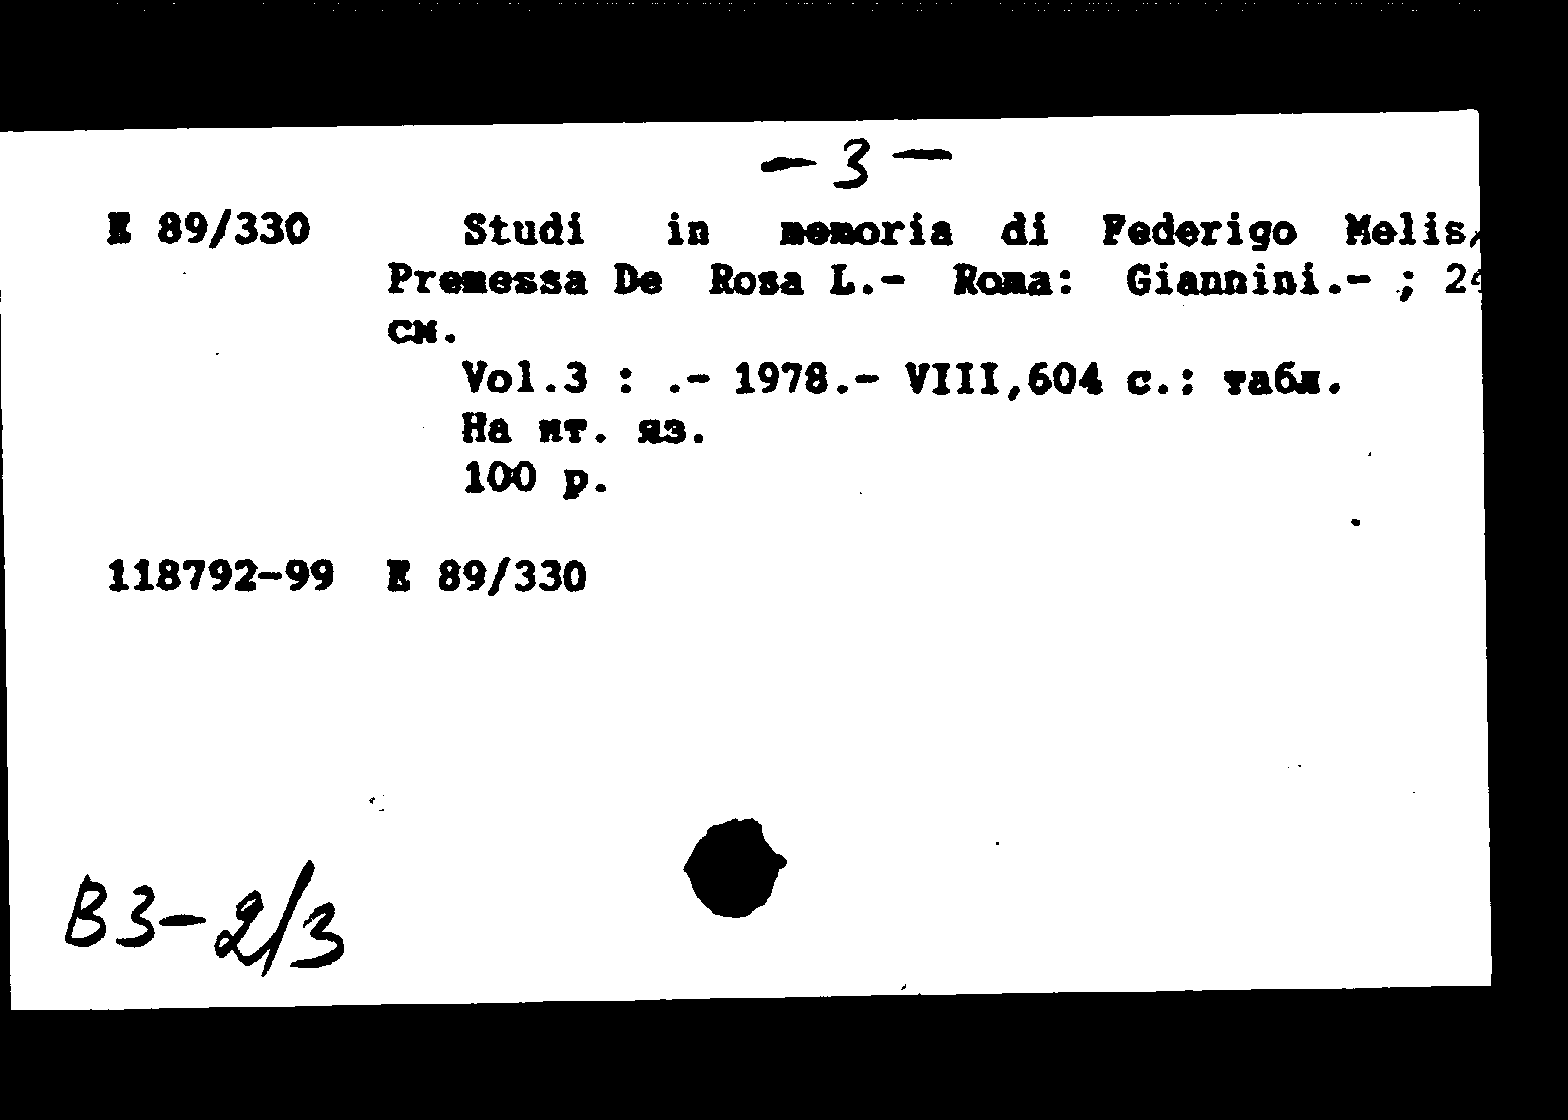 - 3 -
E 89/330 Studi in memoria di Federigo Melis/
Premessa De Rosa L.- Roma: Giannini.- ; 24
см.
Vol.3 : .- 1978.- VIII,604 с.: табл.
На ит. яз.
100 р.
118792-99 E 89/330
В3-2/3